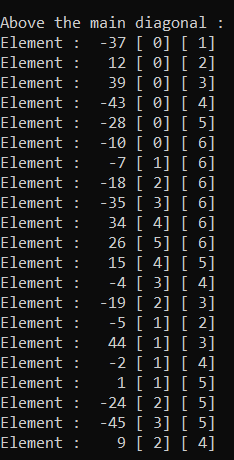 Above the main diagonal :
Element :  -37 [ 0] [ 1]
Element :   12 [ 0] [ 2]
Element :   39 [ 0] [ 3]
Element :  -43 [ 0] [ 4]
Element :  -28 [ 0] [ 5]
Element :  -10 [ 0] [ 6]
Element :   -7 [ 1] [ 6]
Element :  -18 [ 2] [ 6]
Element :  -35 [ 3] [ 6]
Element :   34 [ 4] [ 6]
Element :   26 [ 5] [ 6]
Element :   15 [ 4] [ 5]
Element :   -4 [ 3] [ 4]
Element :  -19 [ 2] [ 3]
Element :   -5 [ 1] [ 2]
Element :   44 [ 1] [ 3]
Element :   -2 [ 1] [ 4]
Element :    1 [ 1] [ 5]
Element :  -24 [ 2] [ 5]
Element :  -45 [ 3] [ 5]
Element :    9 [ 2] [ 4]